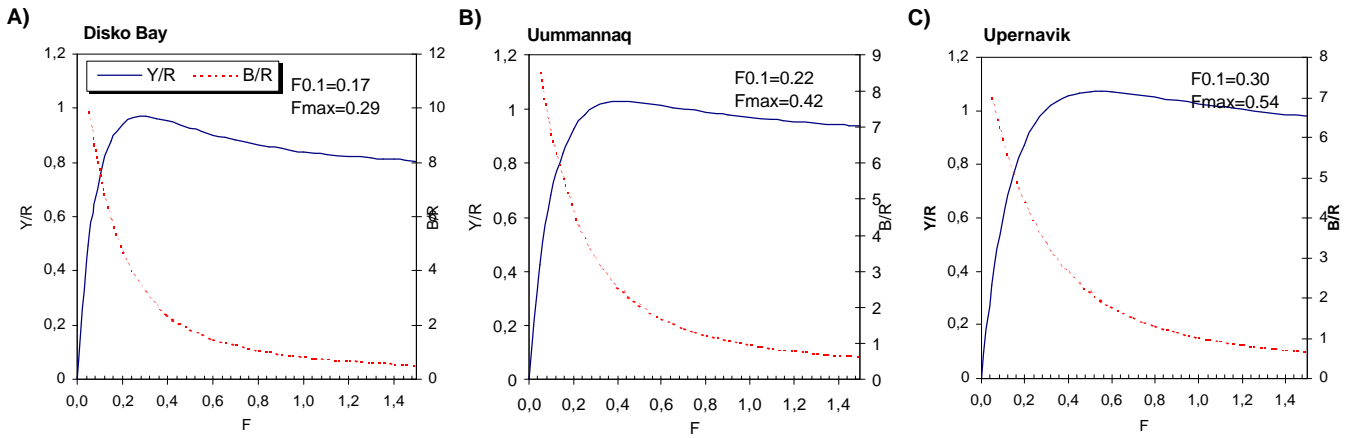 A)
Disko Bay
Y/R
B/R
F0.1=0.17
Fmax=0.29
1,2
1
0,8
0,6
0,4
0,2
0
Y/R
12
10
8
6
4
2
0
B/R
0,0 0,2 0,4 0,6 0,8 1,0 1,2 1,4
F
B)
Uummannaq
F0.1=0.22
Fmax=0.42
1,2
1
0,8
0,6
0,4
0,2
0
Y/R
9
8
7
6
5
4
3
2
1
0
B/R
0,0 0,2 0,4 0,6 0,8 1,0 1,2 1,4
F
C)
Upernavik
F0.1=0.30
Fmax=0.54
1,2
1
0,8
0,6
0,4
0,2
0
Y/R
8
7
6
5
4
3
2
1
0
B/R
0,0 0,2 0,4 0,6 0,8 1,0 1,2 1,4
F